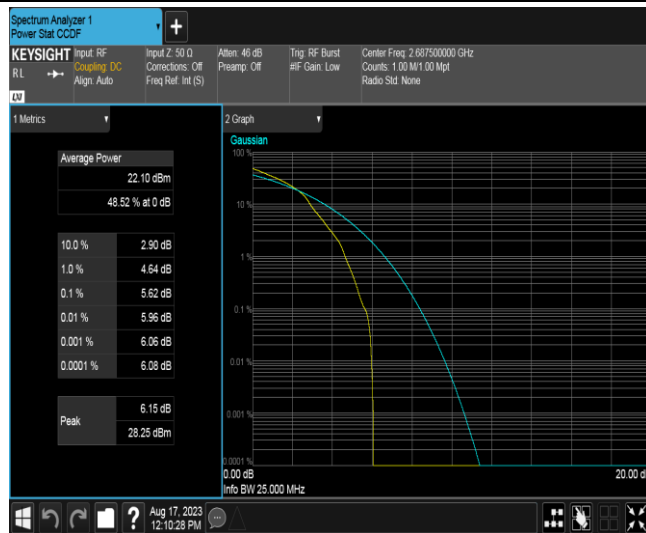 Spectrum Analyzer 1
Power Stat CCDF
+
KEYSIGHT
RL
Input: RF
Coupling: DC
Align: Auto
Input Z: 50 Ω
Corrections: Off
Freq Ref: Int (S)
Atten: 46 dB
Preamp: Off
Trig: RF Burst
#IF Gain: Low
Center Freq: 2.687500000 GHz
Counts: 1.00 M/1.00 Mpt
Radio Std: None
LXI
1 Metrics
Average Power
22.10 dBm
48.52 % at 0 dB
10.0 % 2.90 dB
1.0 % 4.64 dB
0.1 % 5.62 dB
0.01 % 5.96 dB
0.001 % 6.06 dB
0.0001 % 6.08 dB
Peak
6.15 dB
28.25 dBm
2 Graph
Gaussian
100 %
10 %
1 %
0.1 %
0.01 %
0.001 %
0.0001 %
0.00 dB 20.00 d
Info BW 25.000 MHz
?
Aug 17, 2023
12:10:28 PM